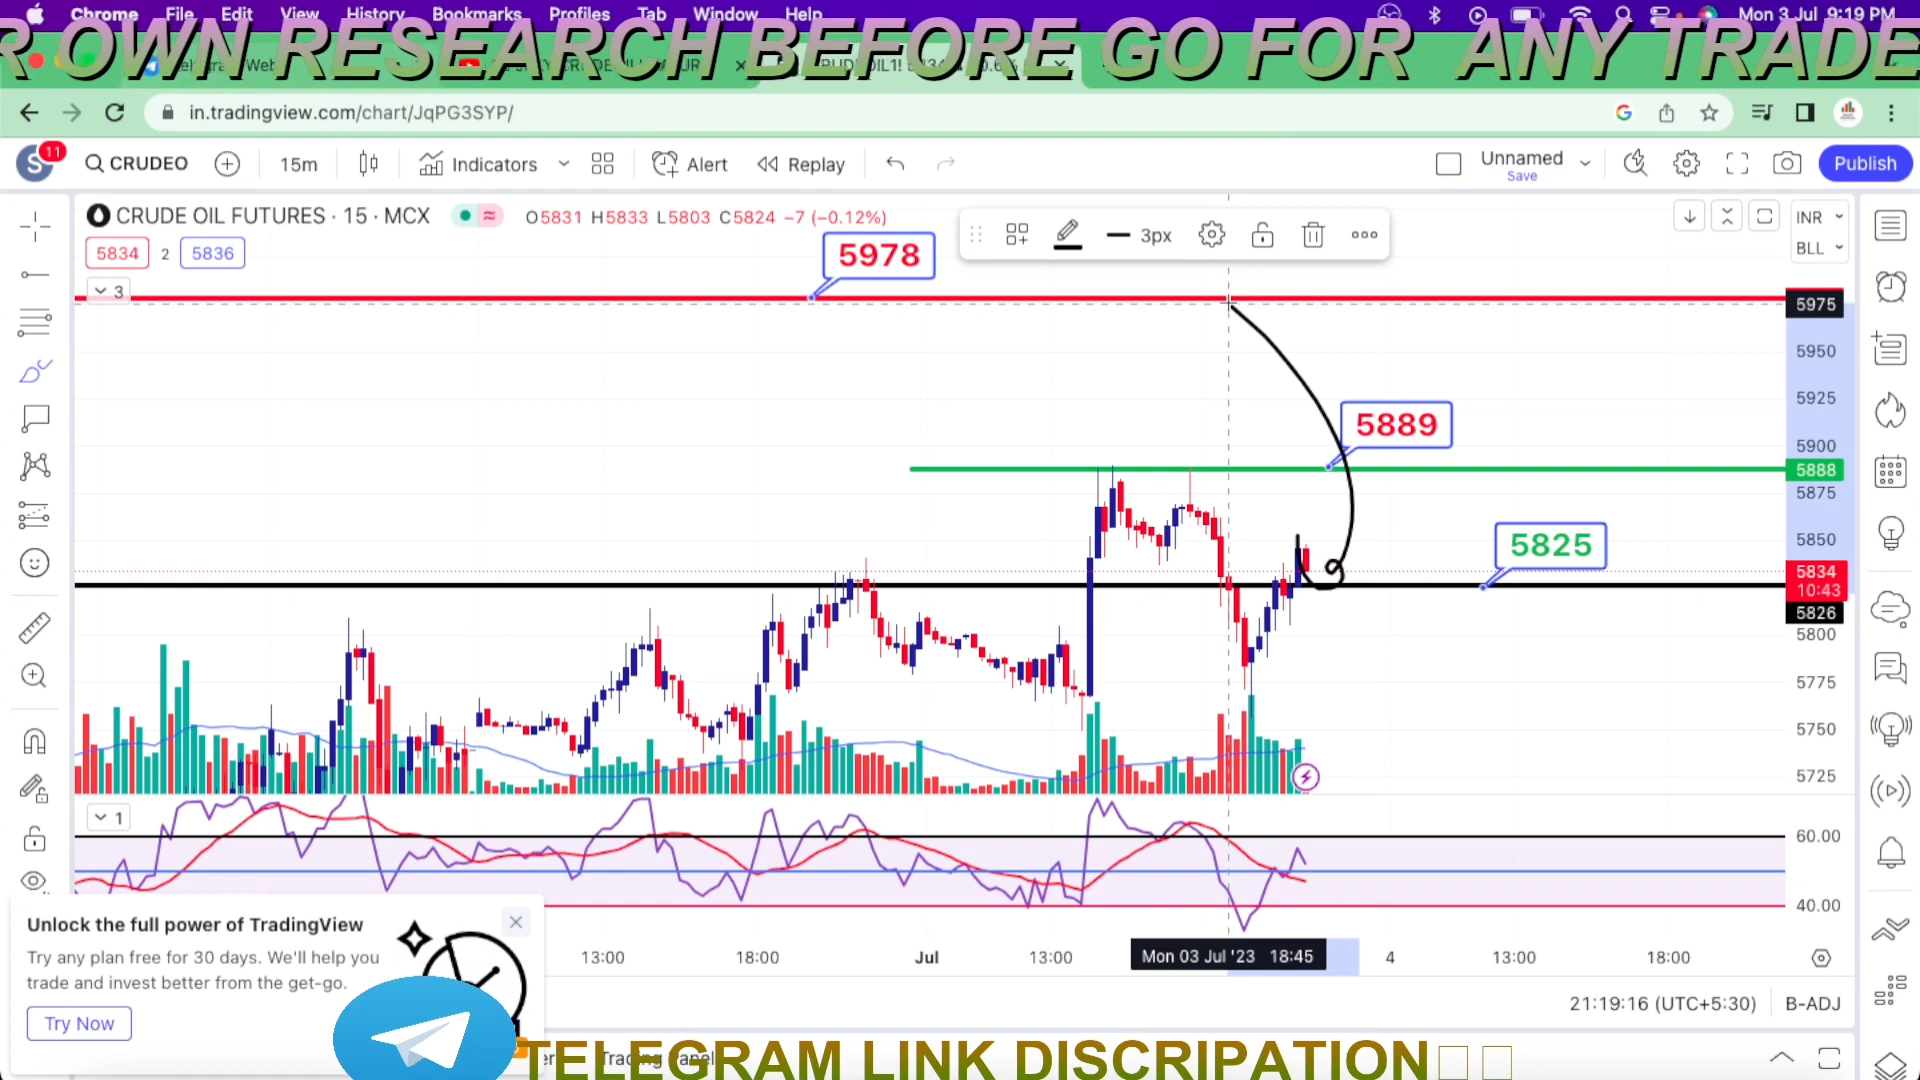 Chrome File Edit View History Bookmarks Profiles Tab Window Help Mon 3 Jul 9:19 PM
R OWN RESEARCH BEFORE GO FOR ANY TRADE
in.tradingview.com/chart/JqPG3SYP/
S 11 CRUDEO 15m Indicators Alert Replay Unnamed Save Publish
CRUDE OIL FUTURES · 15 · MCX O5831 H5833 L5803 C5824 −7 (−0.12%)
3px
INR
BLL
5834 2 5836
5978
3
5975
5950
5925
5889
5900
5888
5875
5825
5850
5834
10:43
5826
5800
5775
5750
5725
1
60.00
40.00
13:00 18:00 Jul 13:00 Mon 03 Jul '23 18:45 4 13:00 18:00
Unlock the full power of TradingView
Try any plan free for 30 days. We'll help you
trade and invest better from the get-go.
Try Now
21:19:16 (UTC+5:30) B-ADJ
Trading Panel
TELEGRAM LINK DISCRIPATION